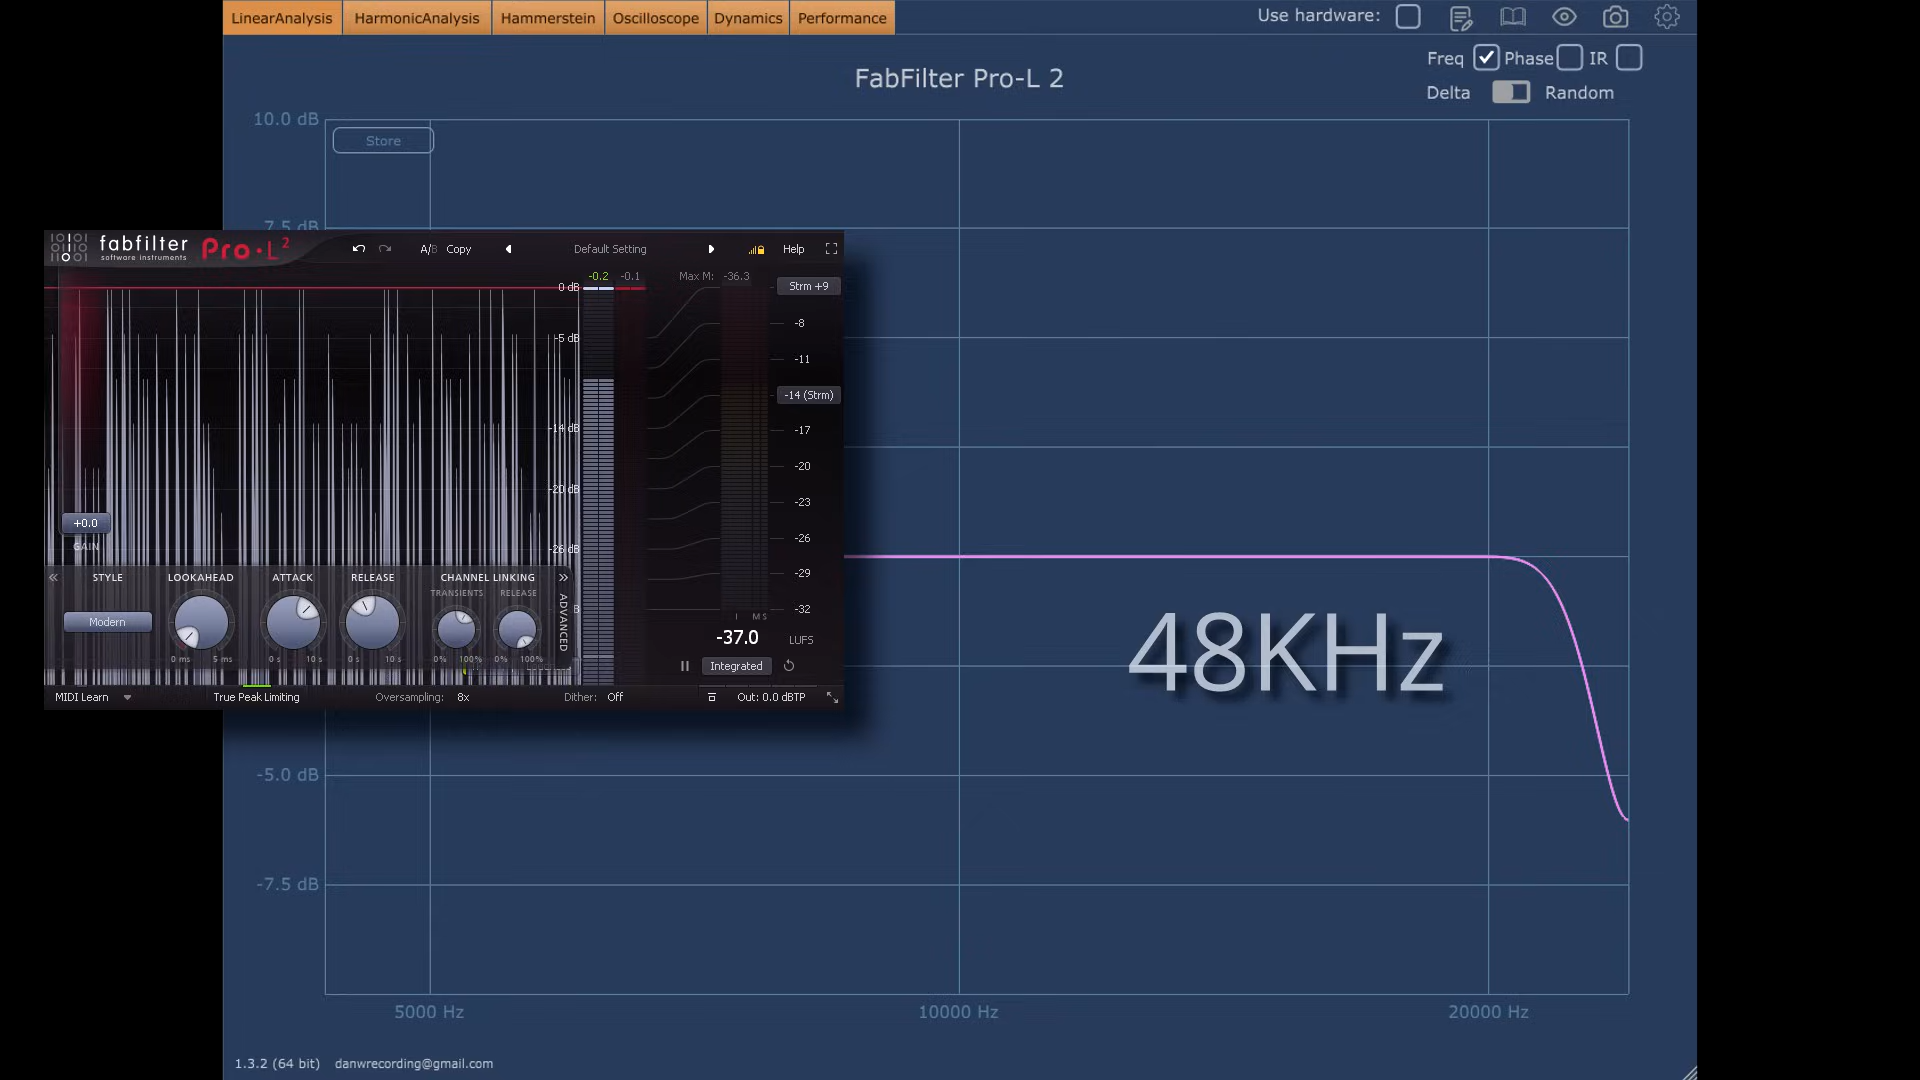 LinearAnalysis HarmonicAnalysis Hammerstein Oscilloscope Dynamics Performance
Use hardware:
Freq Phase IR
FabFilter Pro-L 2
Delta Random
10.0 dB
Store
7.5 dB
fabfilter Pro·L 2
software instruments
A/B Copy Default Setting Help
-0.2 -0.1 Max M: -36.3
0 dB Strm +9
-8
-5 dB
-11
-14 (Strm)
-14 dB -17
-20
-20 dB
-23
+0.0
-26
GAIN -26 dB
-29
STYLE LOOKAHEAD ATTACK RELEASE CHANNEL LINKING
TRANSIENTS RELEASE
ADVANCED
-32
I M S
Modern
-37.0 LUFS
0 ms 5 ms 0 s 10 s 0 s 10 s 0% 100% 0% 100%
Integrated
MIDI Learn True Peak Limiting Oversampling: 8x Dither: Off Out: 0.0 dBTP
48KHz
-5.0 dB
-7.5 dB
5000 Hz 10000 Hz 20000 Hz
1.3.2 (64 bit) danwrecording@gmail.com